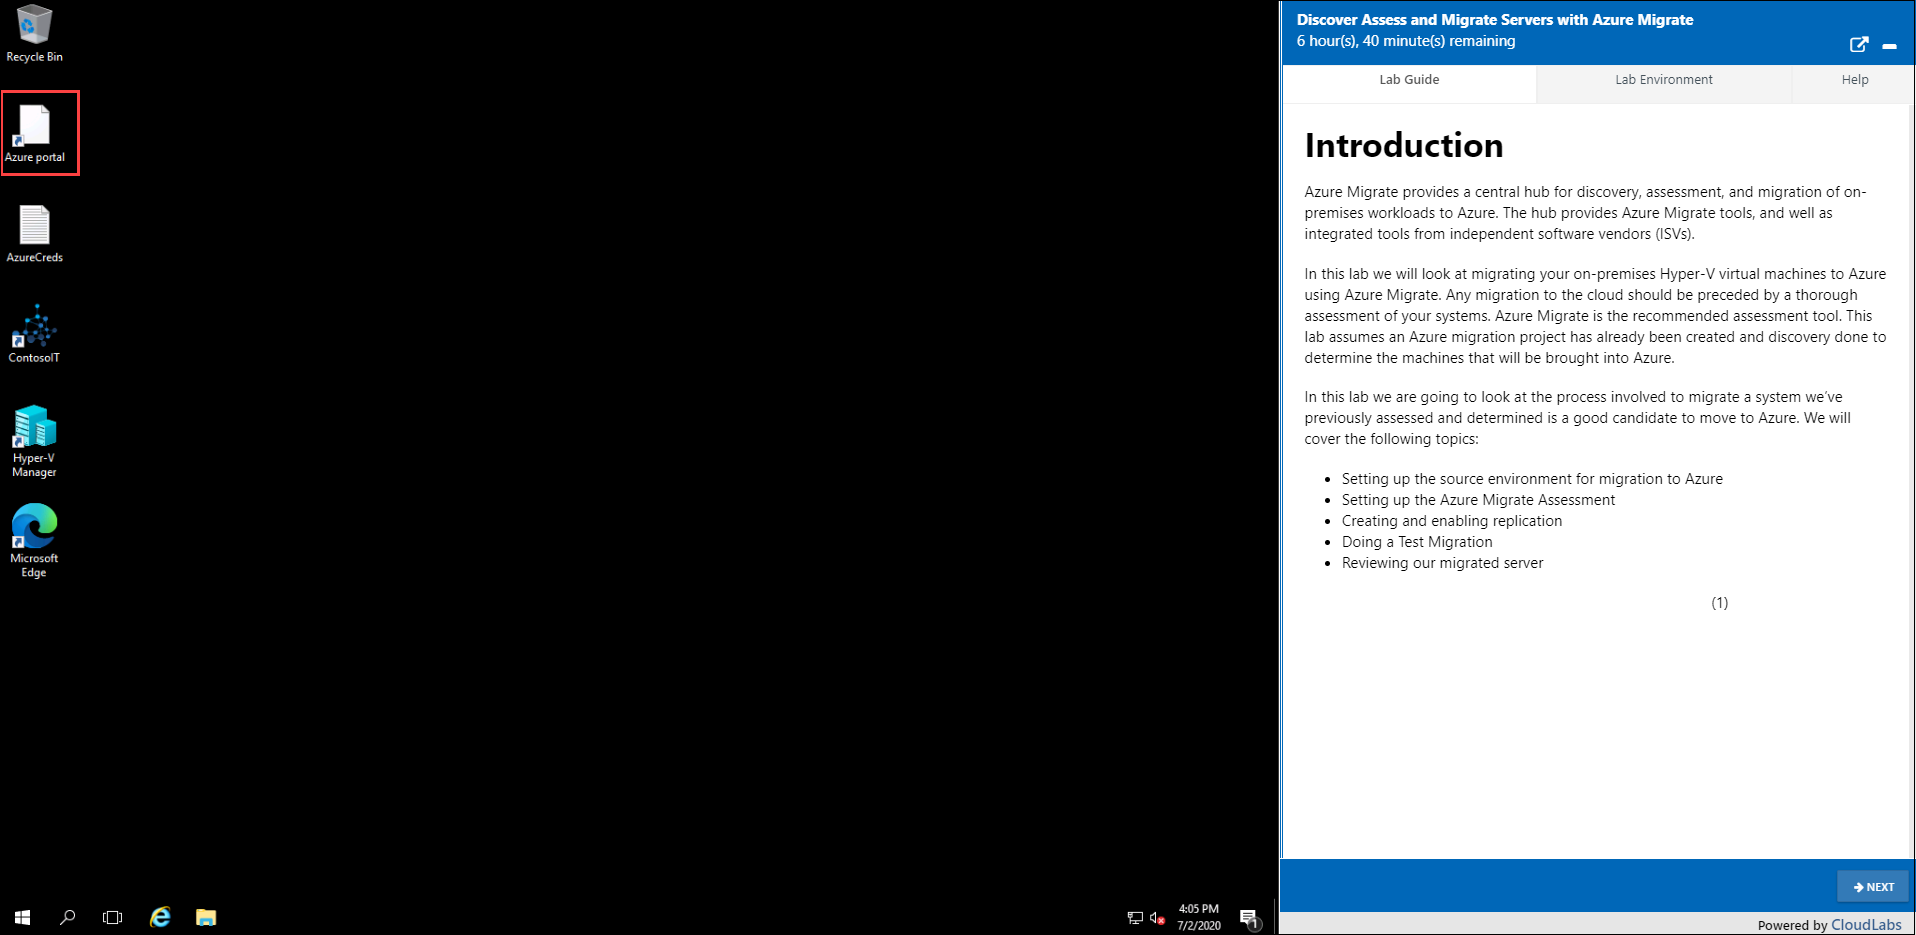 Recycle Bin
Azure portal
AzureCreds
ContosoIT
Hyper-V
Manager
Microsoft
Edge
4:05 PM
7/2/2020
1
Discover Assess and Migrate Servers with Azure Migrate
6 hour(s), 40 minute(s) remaining
Lab Guide
Lab Environment
Help
Introduction
Azure Migrate provides a central hub for discovery, assessment, and migration of on-
premises workloads to Azure. The hub provides Azure Migrate tools, and well as
integrated tools from independent software vendors (ISVs).
In this lab we will look at migrating your on-premises Hyper-V virtual machines to Azure
using Azure Migrate. Any migration to the cloud should be preceded by a thorough
assessment of your systems. Azure Migrate is the recommended assessment tool. This
lab assumes an Azure migration project has already been created and discovery done to
determine the machines that will be brought into Azure.
In this lab we are going to look at the process involved to migrate a system we've
previously assessed and determined is a good candidate to move to Azure. We will
cover the following topics:
• Setting up the source environment for migration to Azure
• Setting up the Azure Migrate Assessment
• Creating and enabling replication
• Doing a Test Migration
• Reviewing our migrated server
(1)
NEXT
Powered by CloudLabs